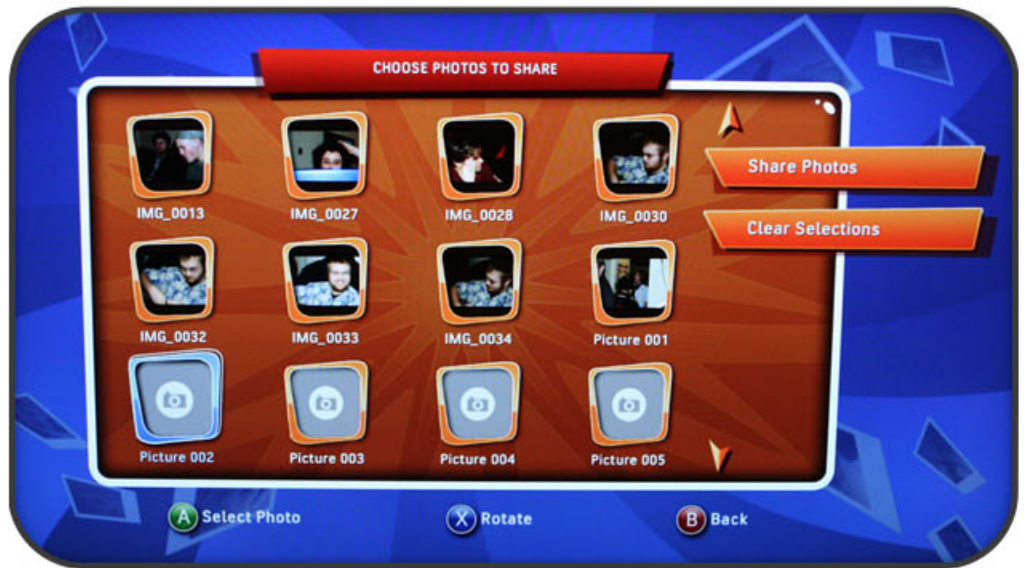 CHOOSE PHOTOS TO SHARE
IMG_0013
IMG_0027
IMG_0028
IMG_0030
Share Photos
Clear Selections
IMG_0032
IMG_0033
IMG_0034
Picture 001
Picture 002
Picture 003
Picture 004
Picture 005
A Select Photo
X Rotate
B Back